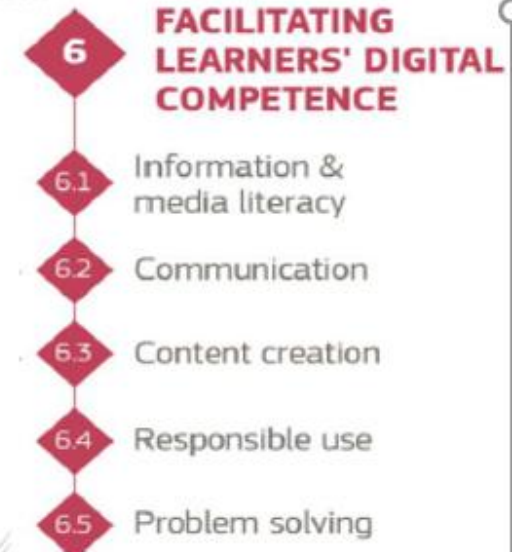 6
FACILITATING
LEARNERS' DIGITAL
COMPETENCE
6.1
Information &
media literacy
6.2
Communication
6.3
Content creation
6.4
Responsible use
6.5
Problem solving